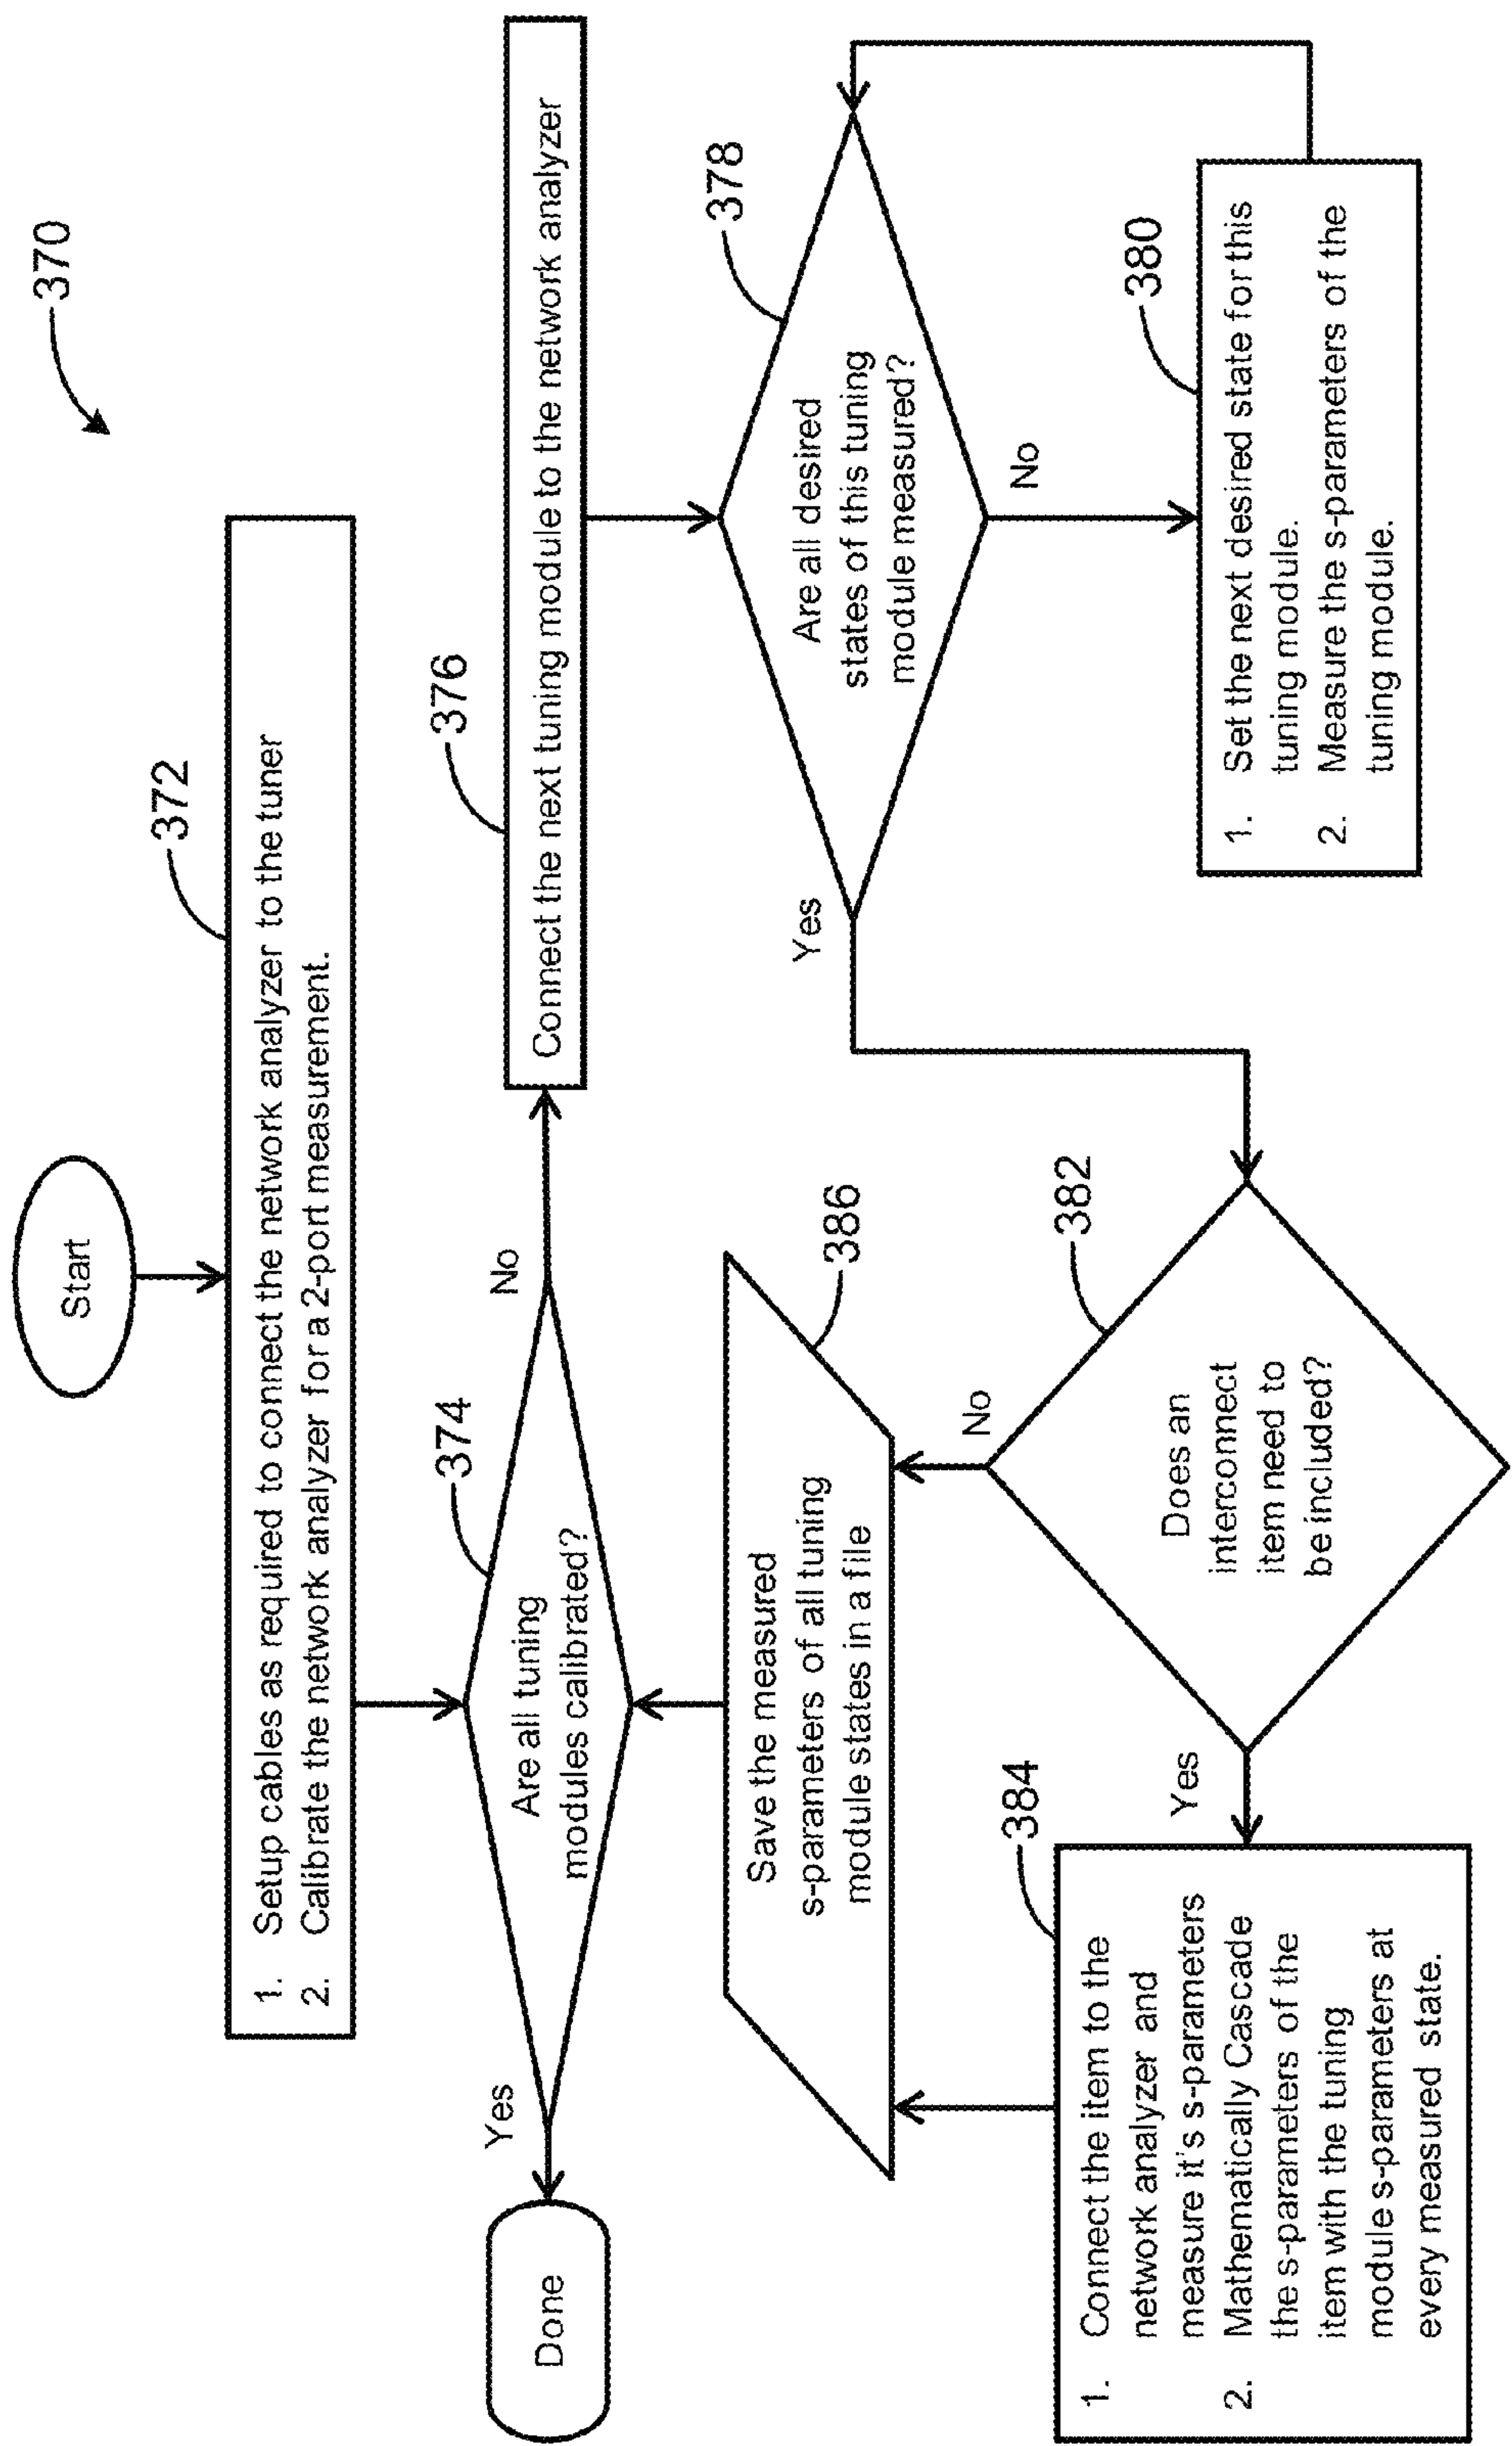 370
Start
372
1. Setup cables as required to connect the network analyzer to the tuner
2. Calibrate the network analyzer for a 2-port measurement.
374
Are all tuning
modules calibrated?
Yes
No
Done
376
Connect the next tuning module to the network analyzer
378
Are all desired
states of this tuning
module measured?
Yes
No
380
1. Set the next desired state for this
tuning module.
2. Measure the s-parameters of the
tuning module.
382
Does an
interconnect
item need to
be included?
Yes
No
384
1. Connect the item to the
network analyzer and
measure it's s-parameters
2. Mathematically Cascade
the s-parameters of the
item with the tuning
module s-parameters at
every measured state.
386
Save the measured
s-parameters of all tuning
module states in a file